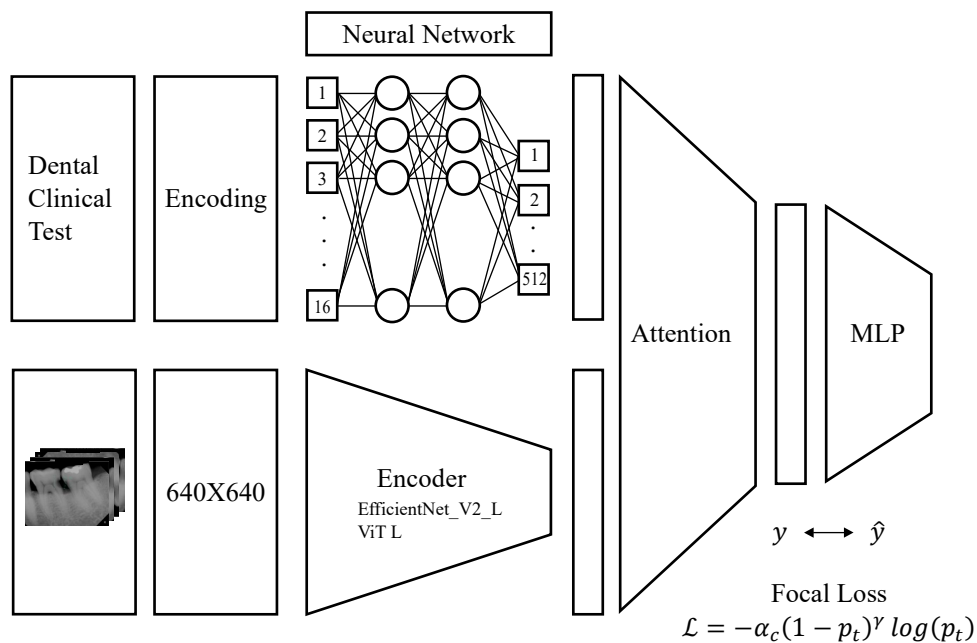 Neural Network
Dental
Clinical
Test
Encoding
1
2
3
.
.
.
16
1
2
.
.
512
Attention
MLP
640X640
Encoder
EfficientNet_V2_L
ViT L
y ⟷ ŷ
Focal Loss
ℒ = −α_c(1 − p_t)^γ log(p_t)